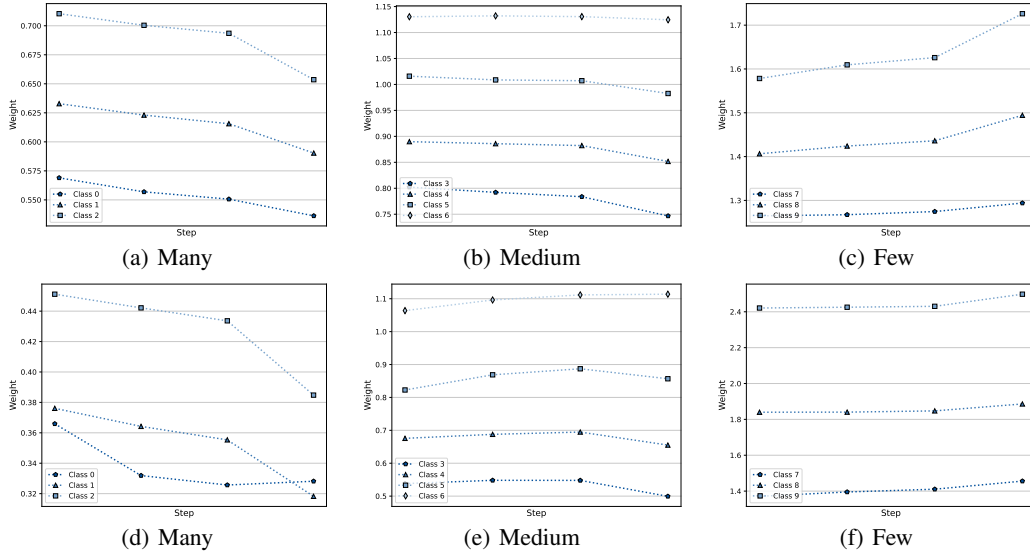 0.700
0.675
0.650
0.625
0.600
0.575
0.550
Weight
Class 0
Class 1
Class 2
Step
(a) Many
1.15
1.10
1.05
1.00
0.95
0.90
0.85
0.80
0.75
Weight
Class 3
Class 4
Class 5
Class 6
Step
(b) Medium
1.7
1.6
1.5
1.4
1.3
Weight
Class 7
Class 8
Class 9
Step
(c) Few
0.44
0.42
0.40
0.38
0.36
0.34
0.32
Weight
Class 0
Class 1
Class 2
Step
(d) Many
1.1
1.0
0.9
0.8
0.7
0.6
0.5
Weight
Class 3
Class 4
Class 5
Class 6
Step
(e) Medium
2.4
2.2
2.0
1.8
1.6
1.4
Weight
Class 7
Class 8
Class 9
Step
(f) Few